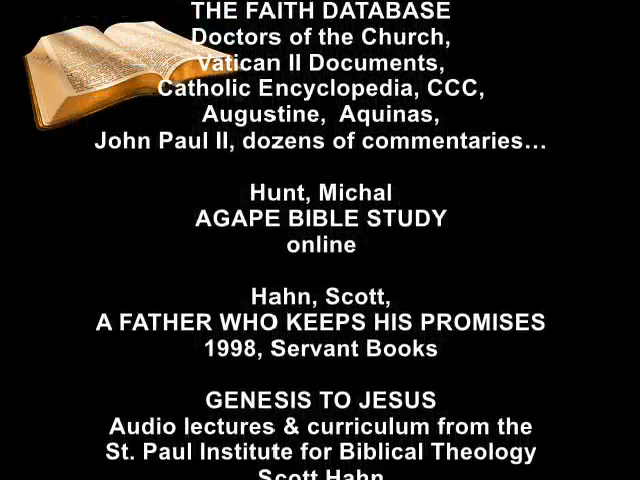 THE FAITH DATABASE
Doctors of the Church,
Vatican II Documents,
Catholic Encyclopedia, CCC,
Augustine, Aquinas,
John Paul II, dozens of commentaries…
Hunt, Michal
AGAPE BIBLE STUDY
online
Hahn, Scott,
A FATHER WHO KEEPS HIS PROMISES
1998, Servant Books
GENESIS TO JESUS
Audio lectures & curriculum from the
St. Paul Institute for Biblical Theology
Scott Hahn